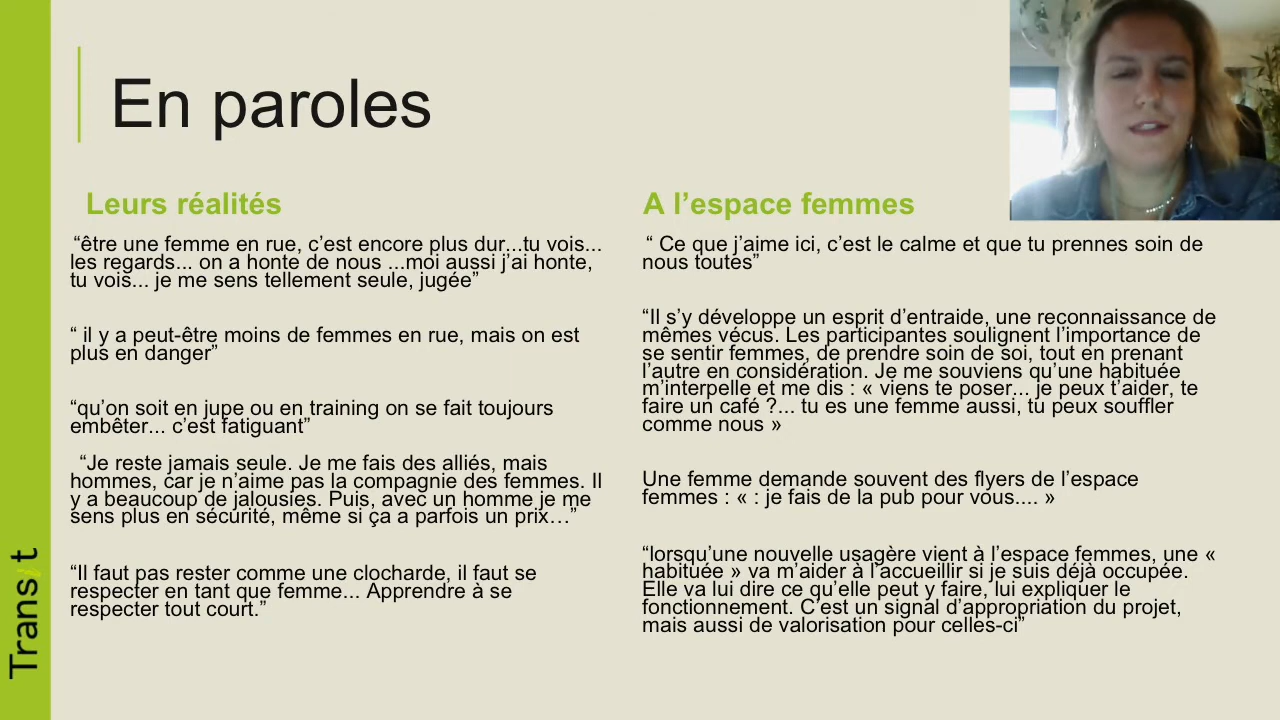 En paroles
Leurs réalités
“être une femme en rue, c’est encore plus dur...tu vois...
les regards... on a honte de nous ...moi aussi j’ai honte,
tu vois... je me sens tellement seule, jugée”
“ il y a peut-être moins de femmes en rue, mais on est
plus en danger”
“qu’on soit en jupe ou en training on se fait toujours
embêter... c’est fatiguant”
“Je reste jamais seule. Je me fais des alliés, mais
hommes, car je n’aime pas la compagnie des femmes. Il
y a beaucoup de jalousies. Puis, avec un homme je me
sens plus en sécurité, même si ça a parfois un prix…”
“Il faut pas rester comme une clocharde, il faut se
respecter en tant que femme... Apprendre à se
respecter tout court.”
A l’espace femmes
“ Ce que j’aime ici, c’est le calme et que tu prennes soin de
nous toutes”
“Il s’y développe un esprit d’entraide, une reconnaissance de
mêmes vécus. Les participantes soulignent l’importance de
se sentir femmes, de prendre soin de soi, tout en prenant
l’autre en considération. Je me souviens qu’une habituée
m’interpelle et me dis : « viens te poser... je peux t’aider, te
faire un café ?... tu es une femme aussi, tu peux souffler
comme nous »
Une femme demande souvent des flyers de l’espace
femmes : « : je fais de la pub pour vous.... »
“lorsqu’une nouvelle usagère vient à l’espace femmes, une «
habituée » va m’aider à l’accueillir si je suis déjà occupée.
Elle va lui dire ce qu’elle peut y faire, lui expliquer le
fonctionnement. C’est un signal d’appropriation du projet,
mais aussi de valorisation pour celles-ci”
Transit